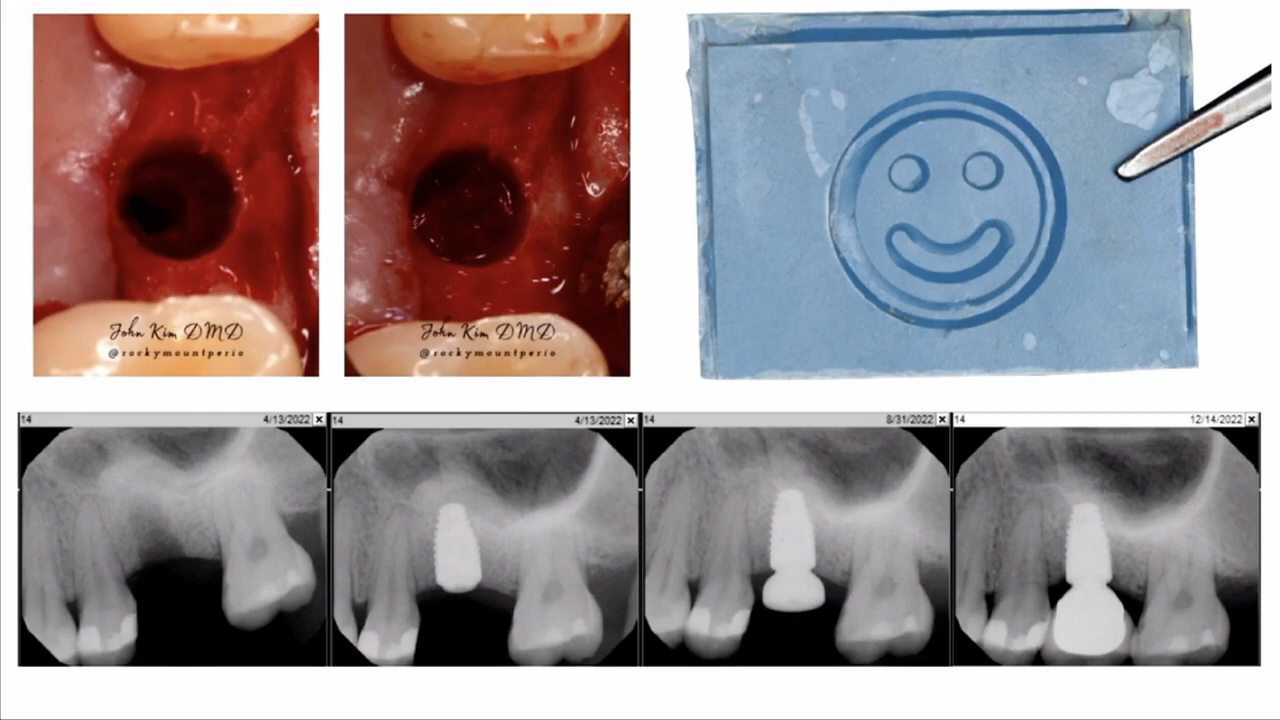 John Kim DMD
@rockymountperio
John Kim DMD
@rockymountperio
14 4/13/2022
14 4/13/2022
14 8/31/2022
14 12/14/2022